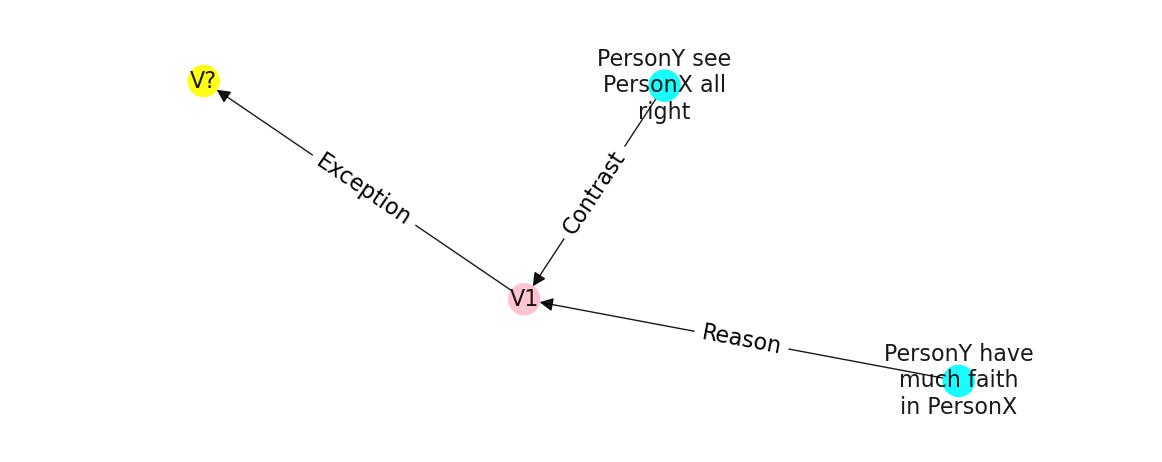 PersonY see
PersonX all
right
V?
Exception
Contrast
V1
Reason
PersonY have
much faith
in PersonX